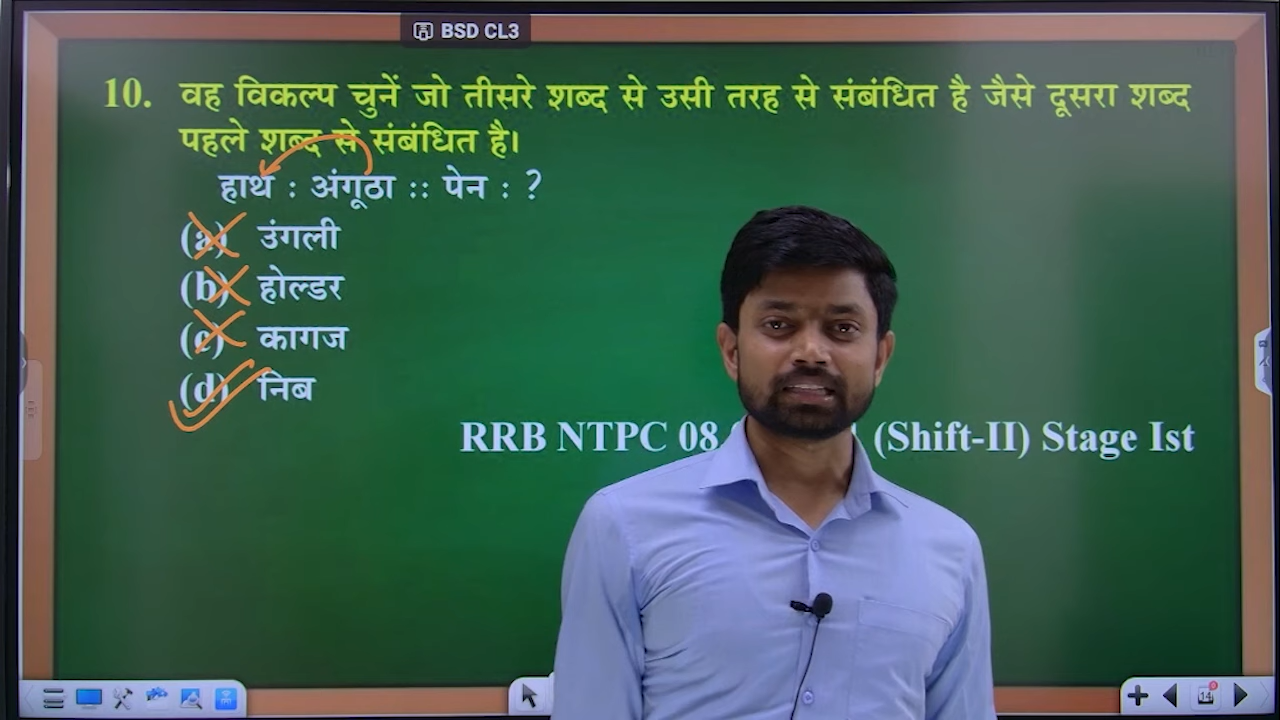 BSD CL3
10. वह विकल्प चुनें जो तीसरे शब्द से उसी तरह से संबंधित है जैसे दूसरा शब्द
पहले शब्द से संबंधित है।
हाथ : अंगूठा :: पेन : ?
(a) उंगली
(b) होल्डर
(c) कागज
(d) निब
RRB NTPC 08 (Shift-II) Stage Ist
14